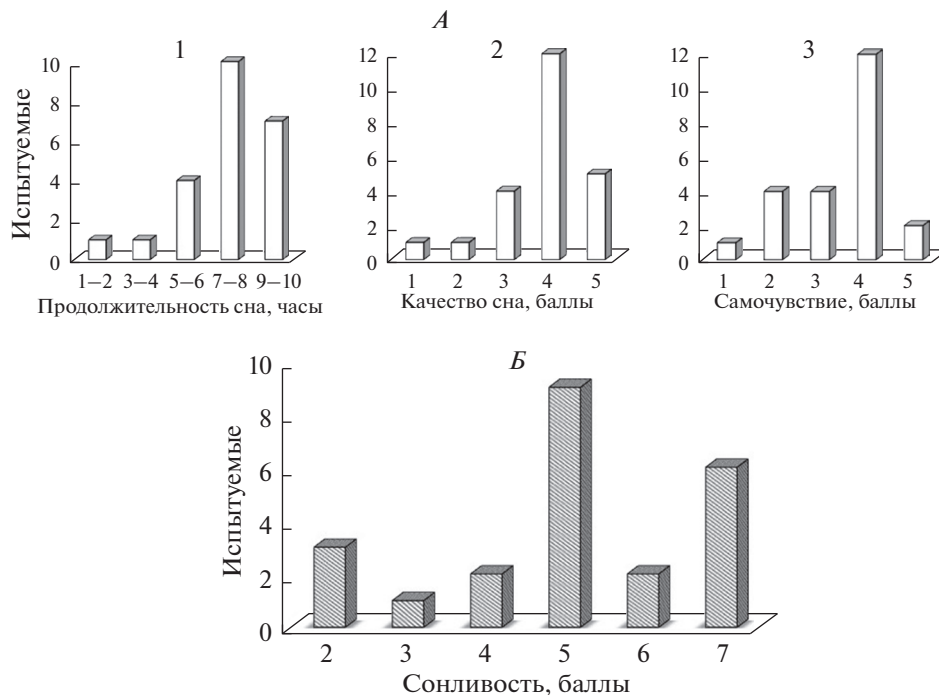 А
1
10
8
6
4
2
0
Испытуемые
1–2 3–4 5–6 7–8 9–10
Продолжительность сна, часы
2
12
10
8
6
4
2
0
1 2 3 4 5
Качество сна, баллы
3
12
10
8
6
4
2
0
1 2 3 4 5
Самочувствие, баллы
Б
10
8
6
4
2
0
Испытуемые
2 3 4 5 6 7
Сонливость, баллы